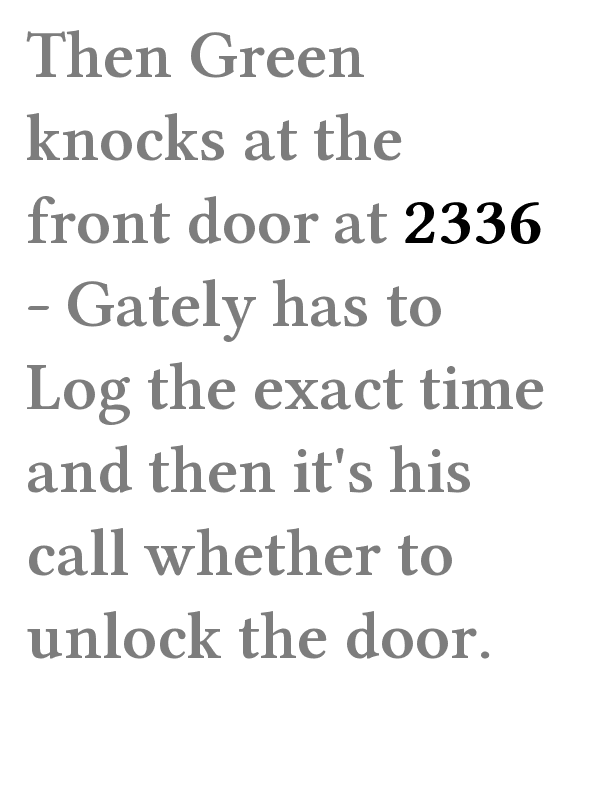 Then Green
knocks at the
front door at 2336
- Gately has to
Log the exact time
and then it's his
call whether to
unlock the door.